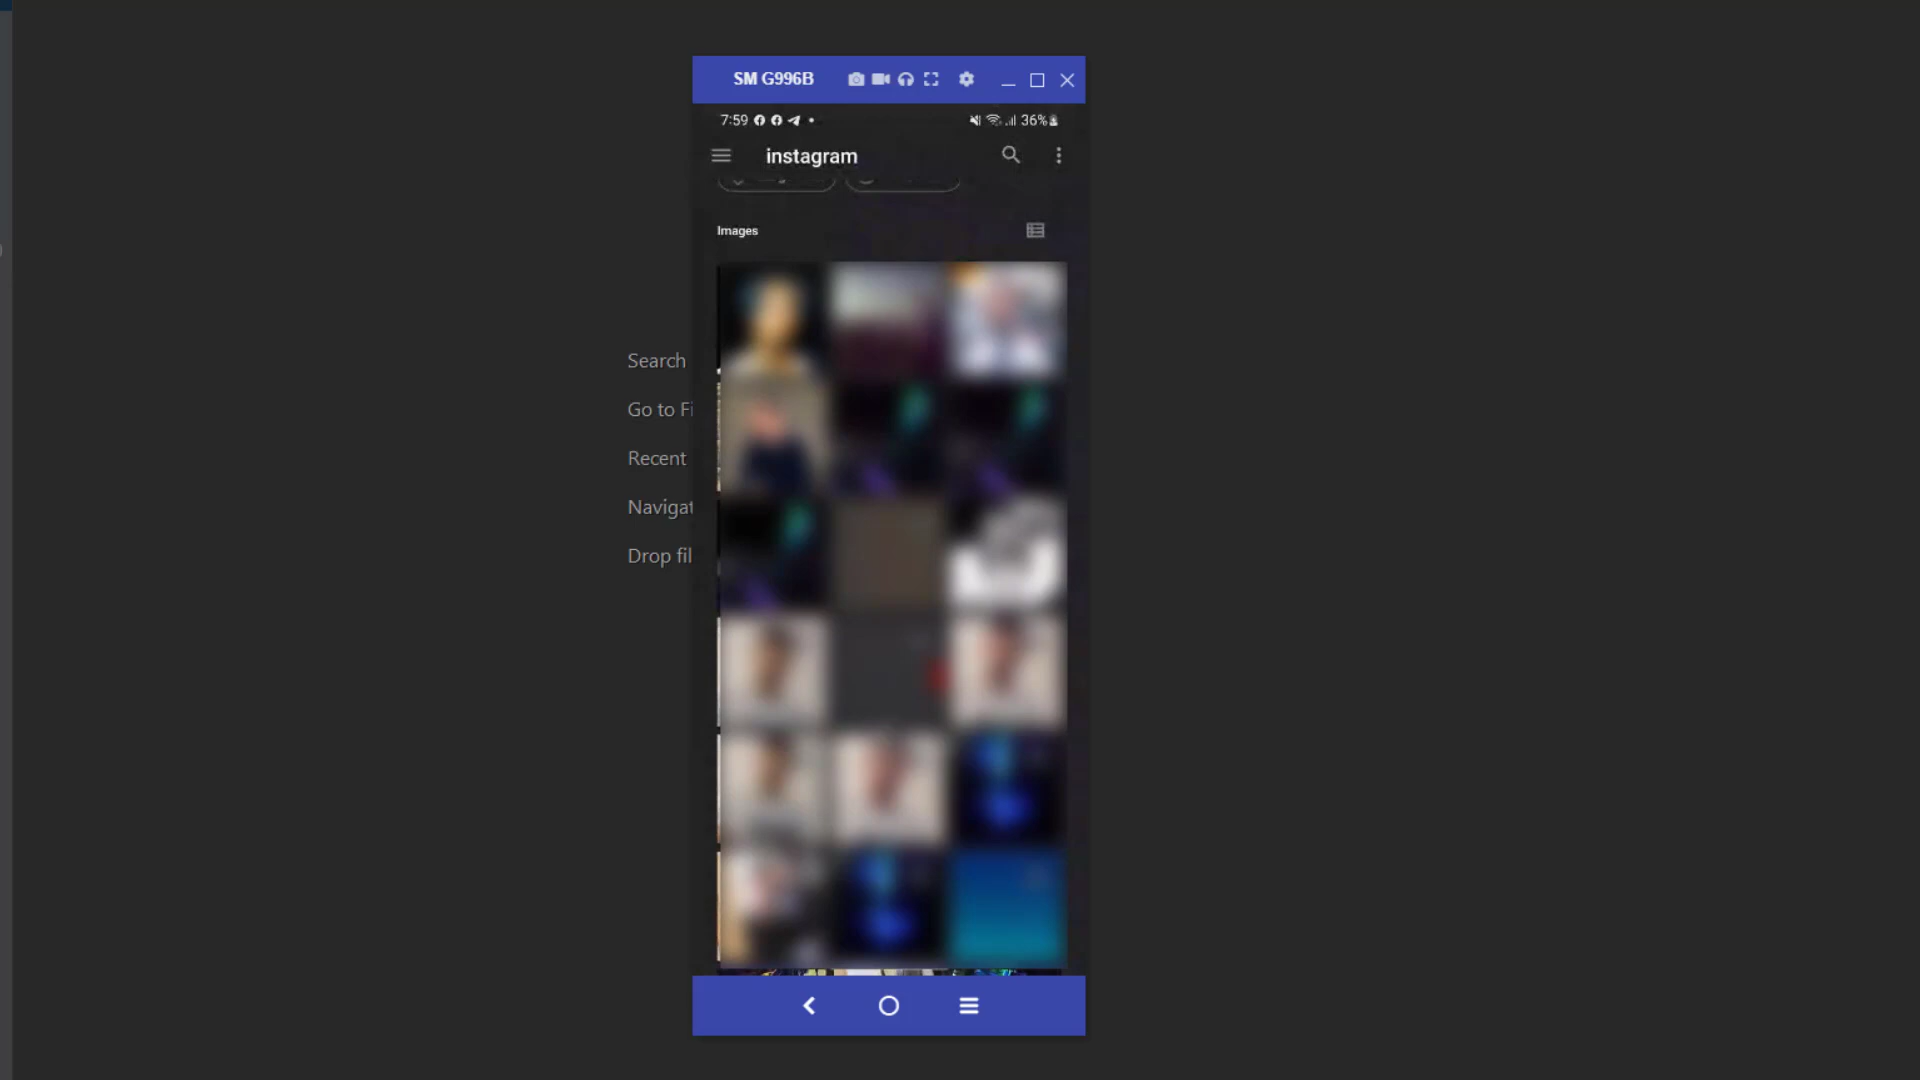 SM G996B
7:59
36%
instagram
Images
Search
Go to Fi
Recent
Navigat
Drop fil